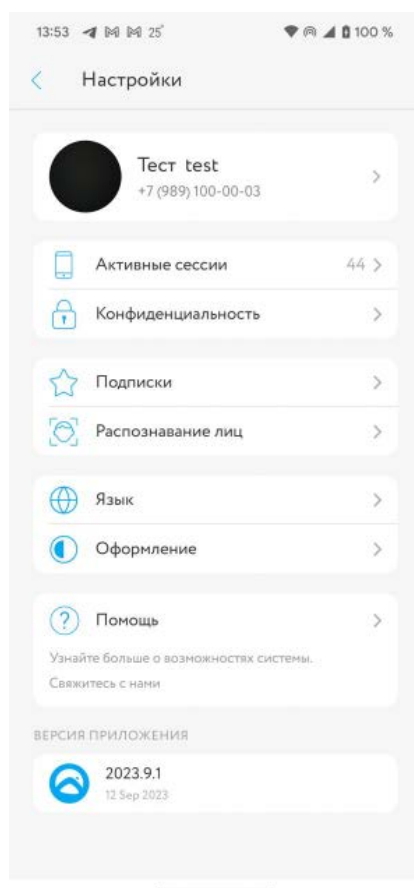 13:53 25° 100 %
Настройки
Тест test
+7 (989) 100-00-03
Активные сессии 44
Конфиденциальность
Подписки
Распознавание лиц
Язык
Оформление
Помощь
Узнайте больше о возможностях системы.
Свяжитесь с нами
ВЕРСИЯ ПРИЛОЖЕНИЯ
2023.9.1
12 Sep 2023